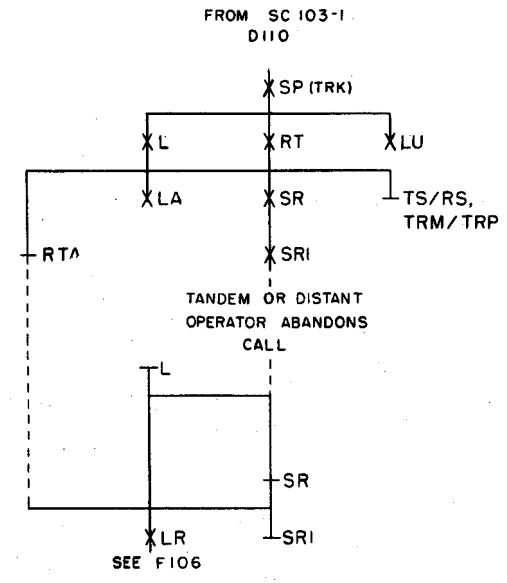 FROM SC 103-1
D110
SP (TRK)
L
RT
LU
LA
SR
TS/RS,
TRM/TRP
RTA
SR1
TANDEM OR DISTANT
OPERATOR ABANDONS
CALL
L
SR
LR
SR1
SEE F106